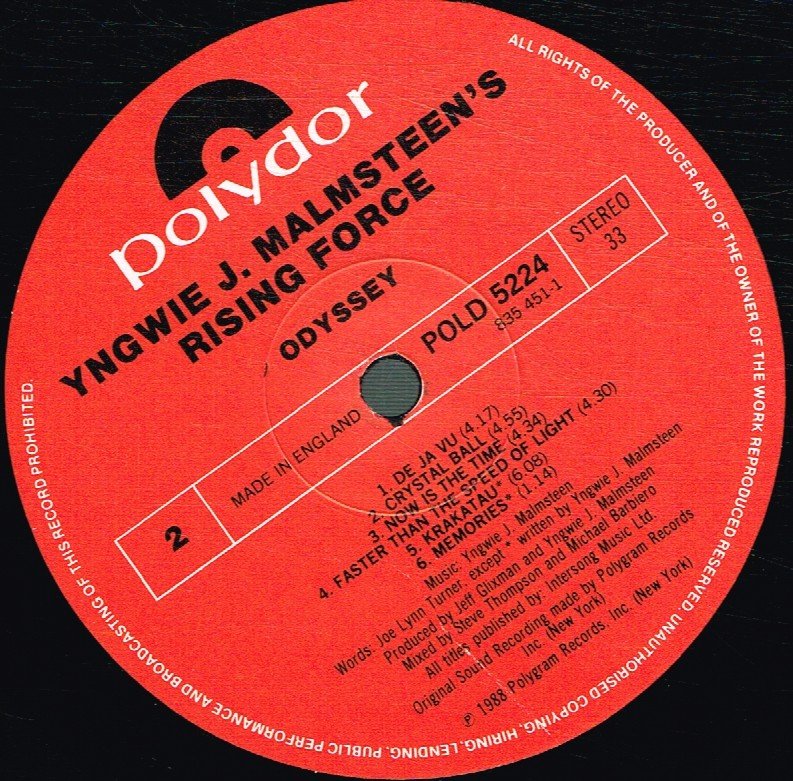 polydor
YNGWIE J. MALMSTEEN'S
RISING FORCE
ODYSSEY
2
MADE IN ENGLAND
POLD 5224
835 451-1
STEREO
33
1. DE JA VU (4.17)
2. CRYSTAL BALL (4.55)
3. NOW IS THE TIME (4.34)
4. FASTER THAN THE SPEED OF LIGHT (4.30)
5. KRAKATAU* (6.08)
6. MEMORIES* (1.14)
Music: Yngwie J. Malmsteen
Words: Joe Lynn Turner, except * written by Yngwie J. Malmsteen
Produced by Jeff Glixman and Yngwie J. Malmsteen
Mixed by Steve Thompson and Michael Barbiero
All titles published by: Intersong Music Ltd.
Original Sound Recording made by Polygram Records
Inc (New York)
℗ 1988 Polygram Records, Inc. (New York)
ALL RIGHTS OF THE PRODUCER AND OF THE OWNER OF THE WORK REPRODUCED RESERVED. UNAUTHORISED COPYING, HIRING, LENDING, PUBLIC PERFORMANCE AND BROADCASTING OF THIS RECORD PROHIBITED.